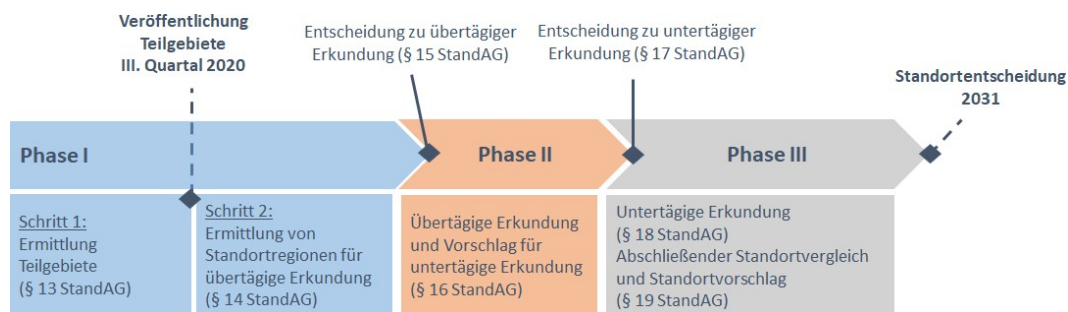 Veröffentlichung
Teilgebiete
III. Quartal 2020
Entscheidung zu übertägiger
Erkundung (§ 15 StandAG)
Entscheidung zu untertägiger
Erkundung (§ 17 StandAG)
Standortentscheidung
2031
Phase I
Phase II
Phase III
Schritt 1:
Ermittlung
Teilgebiete
(§ 13 StandAG)
Schritt 2:
Ermittlung von
Standortregionen für
übertägige Erkundung
(§ 14 StandAG)
Übertägige Erkundung
und Vorschlag für
untertägige Erkundung
(§ 16 StandAG)
Untertägige Erkundung
(§ 18 StandAG)
Abschließender Standortvergleich
und Standortvorschlag
(§ 19 StandAG)